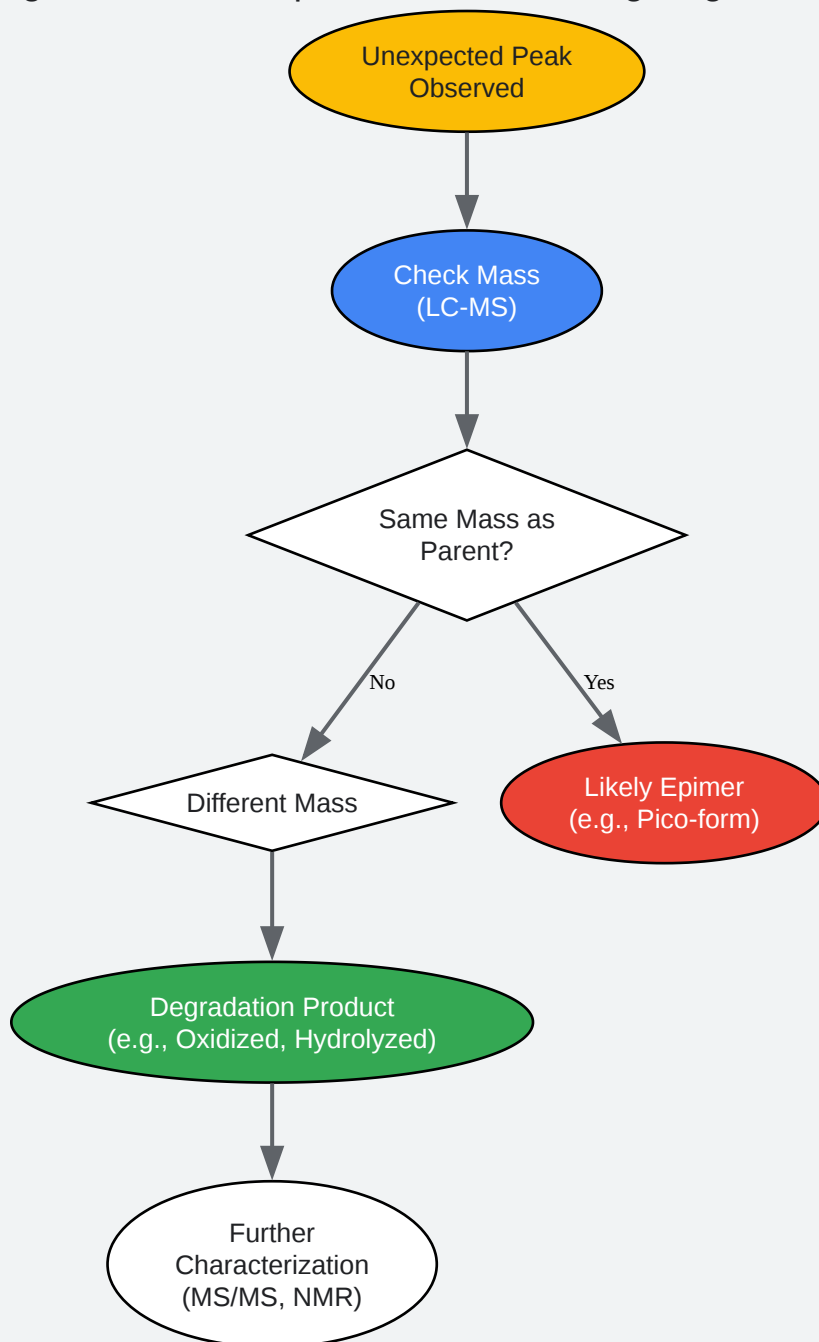 Unexpected Peak
Observed
Check Mass
(LC-MS)
Same Mass as
Parent?
No
Yes
Different Mass
Likely Epimer
(e.g., Pico-form)
Degradation Product
(e.g., Oxidized, Hydrolyzed)
Further
Characterization
(MS/MS, NMR)